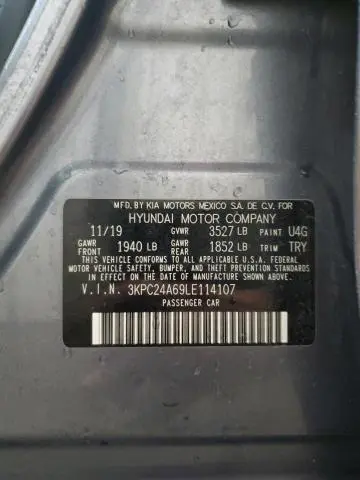 MFD. BY KIA MOTORS MEXICO S.A. DE C.V. FOR
HYUNDAI MOTOR COMPANY
11/19 GVWR 3527 LB PAINT U4G
GAWR FRONT 1940 LB GAWR REAR 1852 LB TRIM TRY
THIS VEHICLE CONFORMS TO ALL APPLICABLE U.S.A. FEDERAL
MOTOR VEHICLE SAFETY, BUMPER, AND THEFT PREVENTION STANDARDS
IN EFFECT ON THE DATE OF MANUFACTURE SHOWN ABOVE.
V.I.N. 3KPC24A69LE114107
PASSENGER CAR